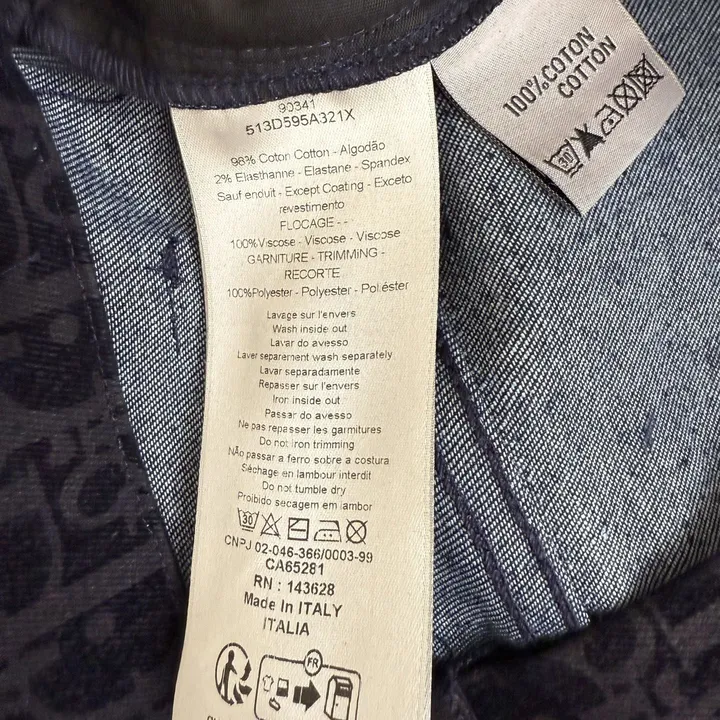 90341
513D595A321X
98% Coton Cotton - Algodão
2% Elasthanne - Elastane - Spandex
Sauf enduit - Except Coating - Exceto
revestimento
FLOCAGE - -
100%Viscose - Viscose - Viscose
GARNITURE - TRIMMING -
RECORTE
100%Polyester - Polyester - Poliéster
Lavage sur l'envers
Wash inside out
Lavar do avesso
Laver separement wash separately
Lavar separadamente
Repasser sur l'envers
Iron inside out
Passar do avesso
Ne pas repasser les garnitures
Do not iron trimming
NÃo passar a ferro sobre a costura
Séchage en tambour interdit
Do not tumble dry
Proibido secagem em tambor
30
CNPJ 02-046-366/0003-99
CA65281
RN : 143628
Made In ITALY
ITALIA
FR
100%COTON
COTTON
30